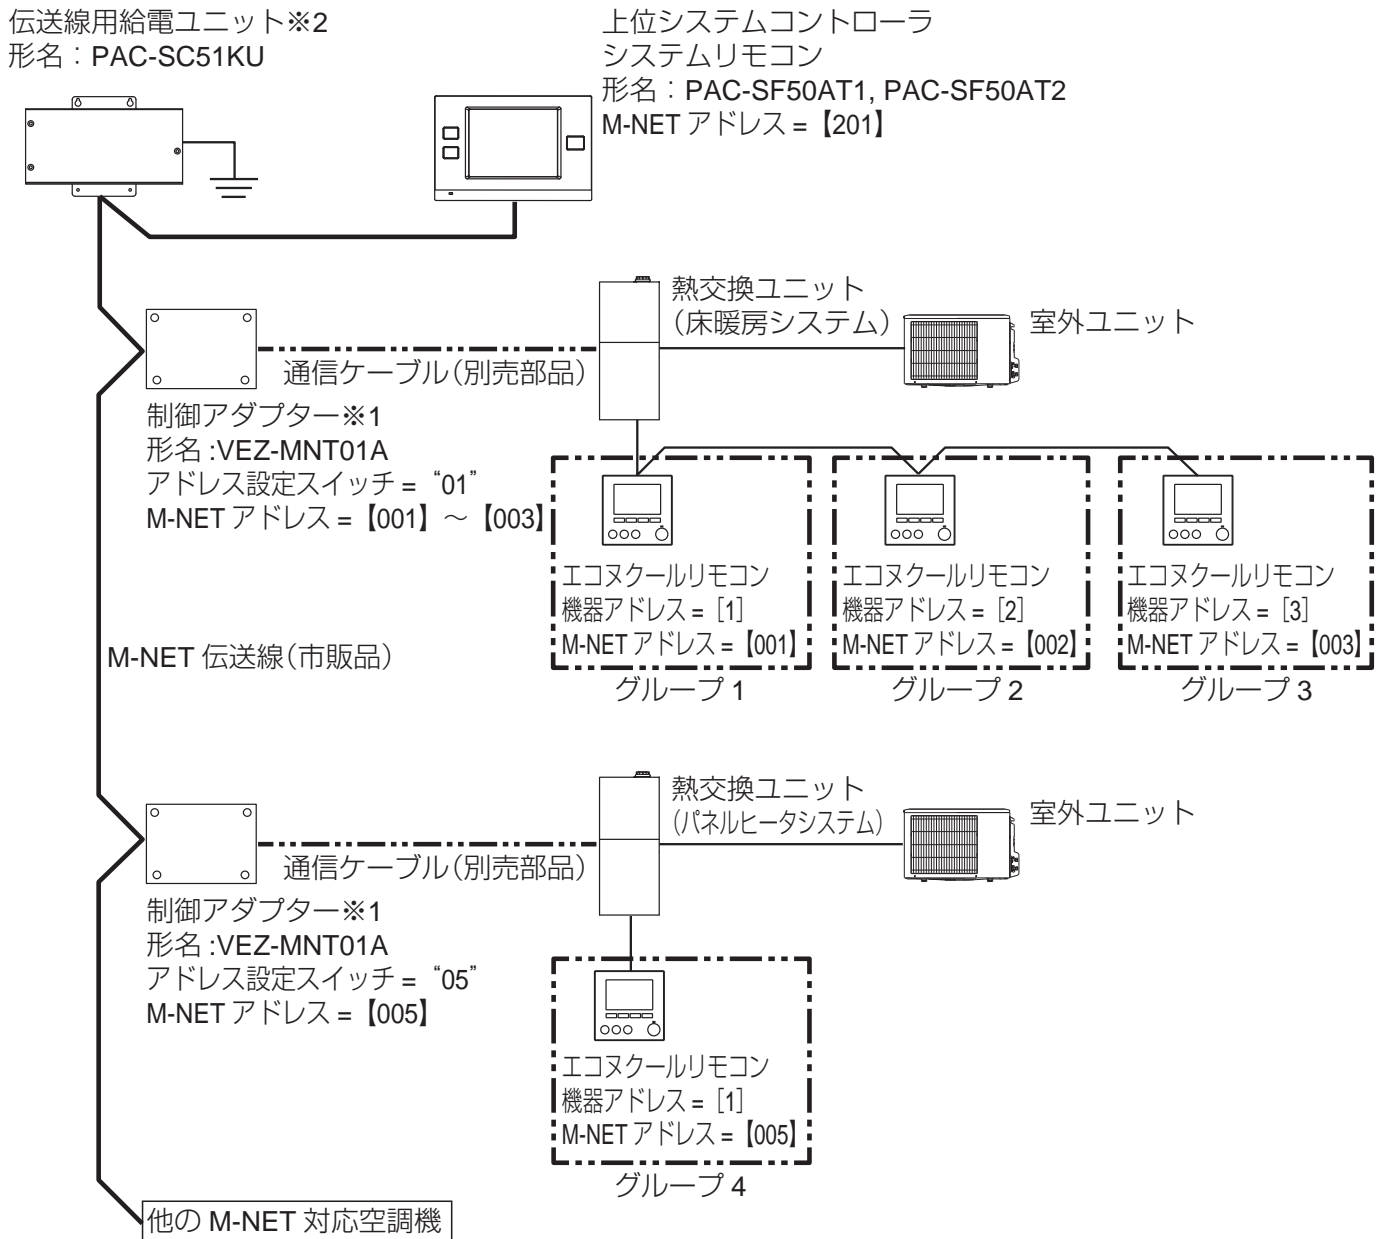 伝送線用給電ユニット※2
形名：PAC-SC51KU
上位システムコントローラ
システムリモコン
形名：PAC-SF50AT1, PAC-SF50AT2
M-NET アドレス =【201】
熱交換ユニット
（床暖房システム）
室外ユニット
通信ケーブル（別売部品）
制御アダプター※1
形名 :VEZ-MNT01A
アドレス設定スイッチ = “01”
M-NET アドレス =【001】～【003】
エコヌクールリモコン
機器アドレス =［1］
M-NET アドレス =【001】
グループ 1
エコヌクールリモコン
機器アドレス =［2］
M-NET アドレス =【002】
グループ 2
エコヌクールリモコン
機器アドレス =［3］
M-NET アドレス =【003】
グループ 3
M-NET 伝送線（市販品）
熱交換ユニット
（パネルヒータシステム）
室外ユニット
通信ケーブル（別売部品）
制御アダプター※1
形名 :VEZ-MNT01A
アドレス設定スイッチ = “05”
M-NET アドレス =【005】
エコヌクールリモコン
機器アドレス =［1］
M-NET アドレス =【005】
グループ 4
他の M-NET 対応空調機